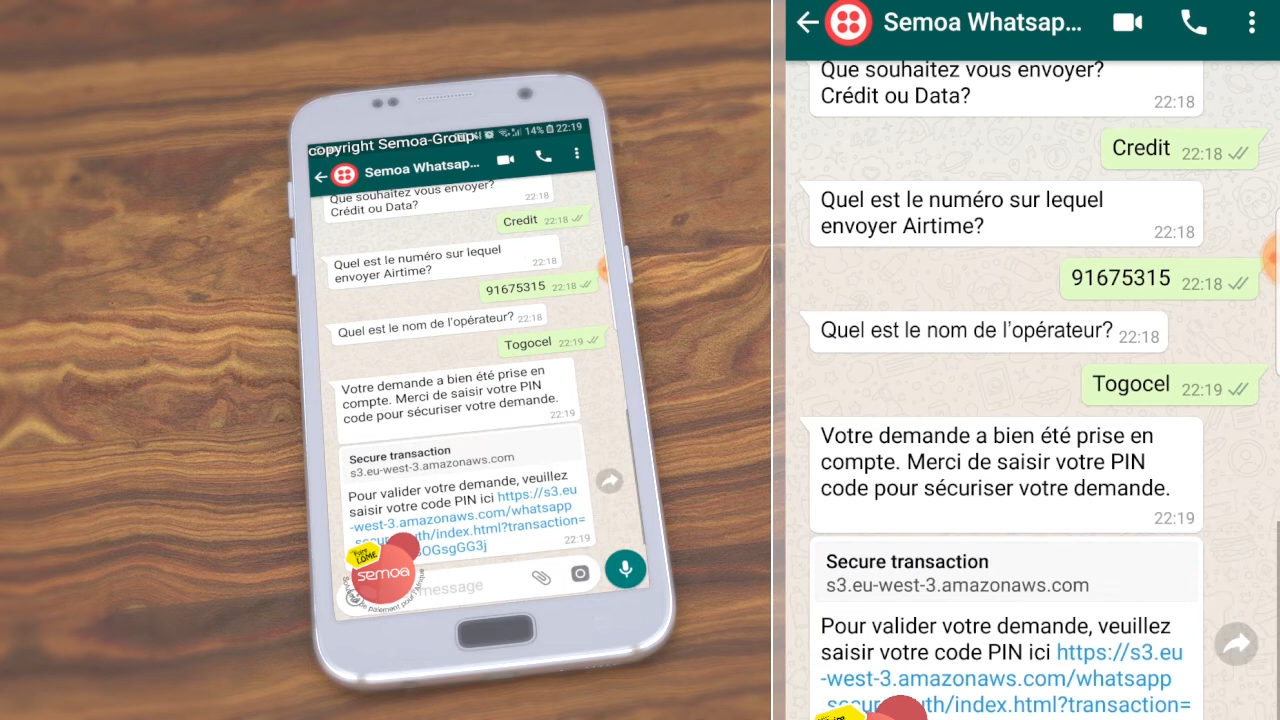 copyright Semoa-Group
14% 22:19
Semoa Whatsap...
Que souhaitez vous envoyer?
Crédit ou Data?
22:18
Credit 22:18
Quel est le numéro sur lequel
envoyer Airtime?
22:18
91675315 22:18
Quel est le nom de l'opérateur? 22:18
Togocel 22:19
Votre demande a bien été prise en
compte. Merci de saisir votre PIN
code pour sécuriser votre demande.
22:19
Secure transaction
s3.eu-west-3.amazonaws.com
Pour valider votre demande, veuillez
saisir votre code PIN ici https://s3.eu
-west-3.amazonaws.com/whatsapp
th/index.html?transaction=
OGsgGG3j
22:19
LOME
semoa
de paiement pour l'Afrique
message
Semoa Whatsap...
Que souhaitez vous envoyer?
Crédit ou Data?
22:18
Credit 22:18
Quel est le numéro sur lequel
envoyer Airtime?
22:18
91675315 22:18
Quel est le nom de l'opérateur? 22:18
Togocel 22:19
Votre demande a bien été prise en
compte. Merci de saisir votre PIN
code pour sécuriser votre demande.
22:19
Secure transaction
s3.eu-west-3.amazonaws.com
Pour valider votre demande, veuillez
saisir votre code PIN ici https://s3.eu
-west-3.amazonaws.com/whatsapp
th/index.html?transaction=